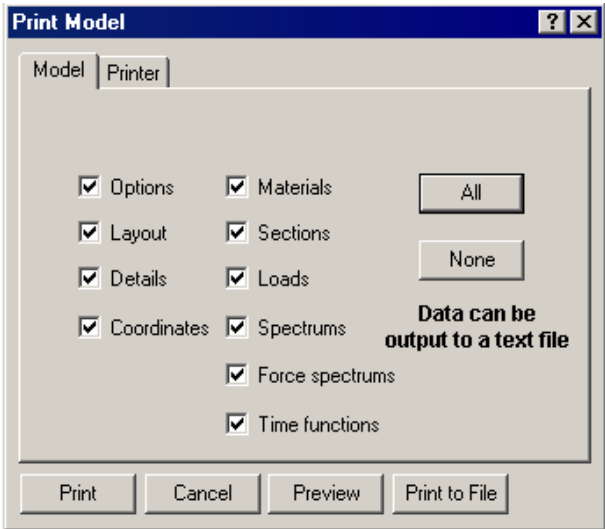 Print Model
Model Printer
Options Materials All
Layout Sections
None
Details Loads
Data can be
Coordinates Spectrums
output to a text file
Force spectrums
Time functions
Print Cancel Preview Print to File